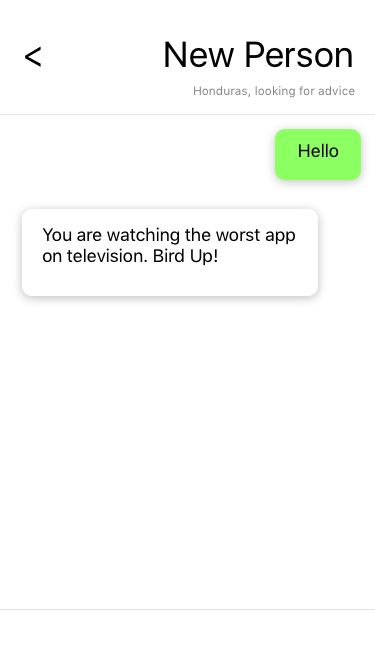 < New Person
Honduras, looking for advice
Hello
You are watching the worst app
on television. Bird Up!